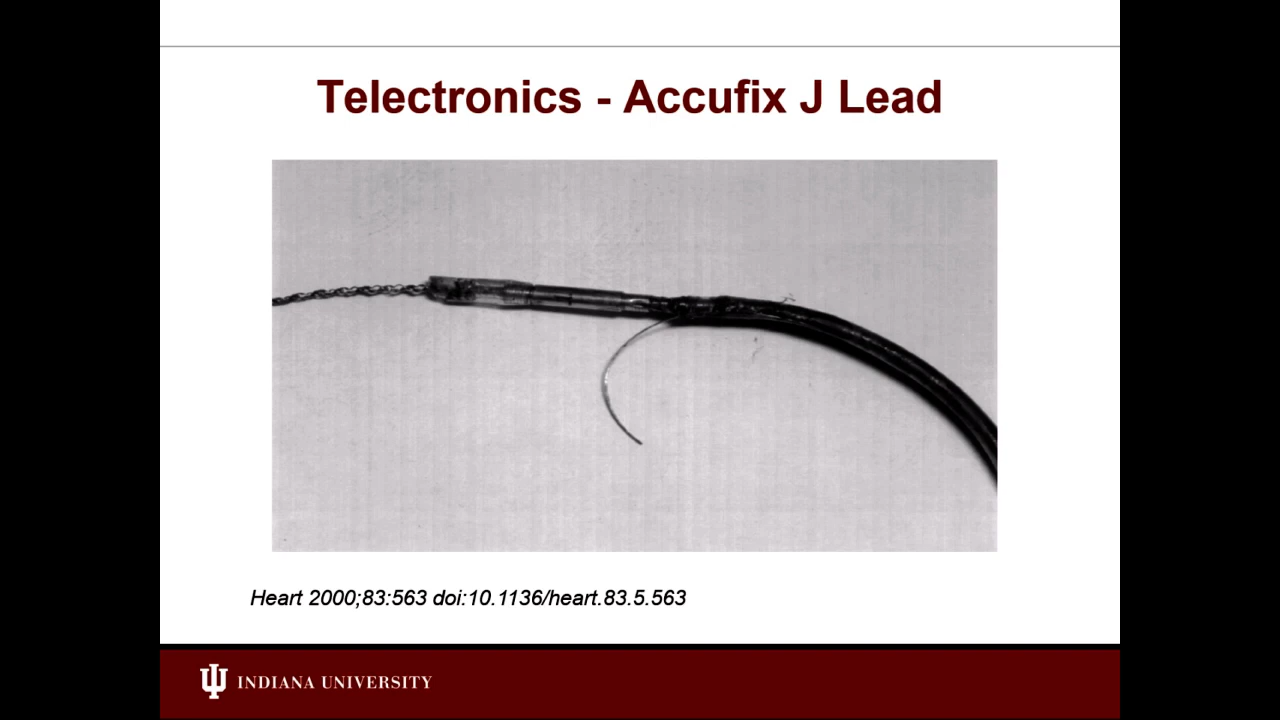 Telectronics - Accufix J Lead
Heart 2000;83:563 doi:10.1136/heart.83.5.563
INDIANA UNIVERSITY